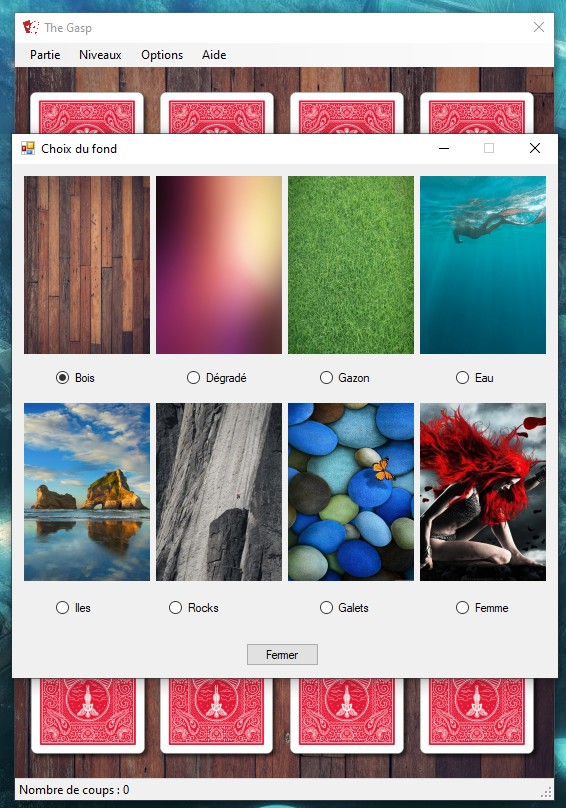 The Gasp
Partie Niveaux Options Aide
Choix du fond
Bois Dégradé Gazon Eau
Iles Rocks Galets Femme
Fermer
Nombre de coups : 0